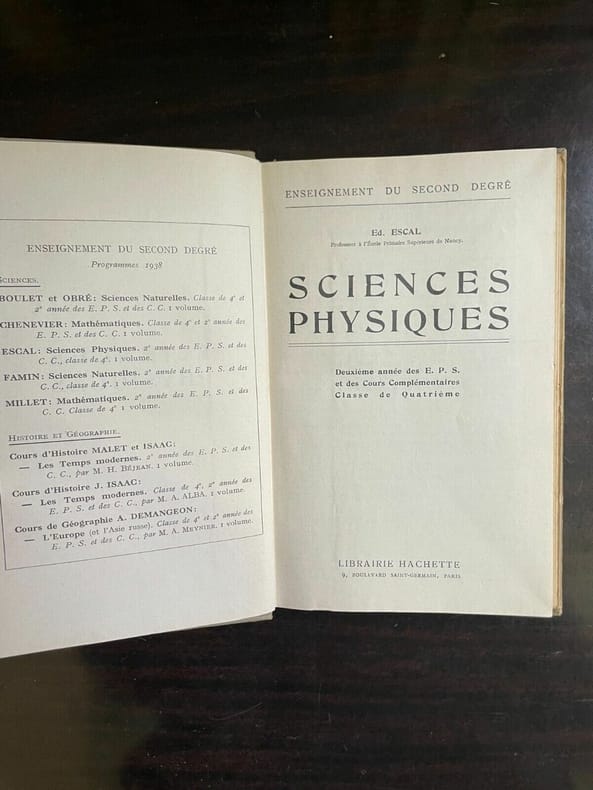 ENSEIGNEMENT DU SECOND DEGRÉ
Programmes 1938
SCIENCES.
BOULET et OBRÉ: Sciences Naturelles. Classe de 4e et
2e année des E. P. S. et des C. C. 1 volume.
CHENEVIER: Mathématiques. Classe de 4e et 2e année des
E. P. S. et des C. C. 1 volume.
ESCAL: Sciences Physiques. 2e année des E. P. S. et des
C. C., classe de 4e. 1 volume.
FAMIN: Sciences Naturelles. 2e année des E. P. S. et des
C. C., classe de 4e. 1 volume.
MILLET: Mathématiques. 2e année des E. P. S. et des
C. C. Classe de 4e 1 volume.
HISTOIRE ET GÉOGRAPHIE.
Cours d'Histoire MALET et ISAAC:
— Les Temps modernes. 2e année des E. P. S. et des
C. C., par M. H. BÉJEAN. 1 volume.
Cours d'Histoire J. ISAAC:
— Les Temps modernes. Classe de 4e, 2e année des
E. P. S. et des C. C., par M. A. ALBA. 1 volume.
Cours de Géographie A. DEMANGEON:
— L'Europe (et l'Asie russe). Classe de 4e et 2e année des
E. P. S. et des C. C., par M. A. MEYNIER. 1 volume.
ENSEIGNEMENT DU SECOND DEGRÉ
Ed. ESCAL
Professeur à l'École Primaire Supérieure de Nancy.
SCIENCES
PHYSIQUES
Deuxième année des E. P. S.
et des Cours Complémentaires
Classe de Quatrième
LIBRAIRIE HACHETTE
9, BOULEVARD SAINT-GERMAIN, PARIS